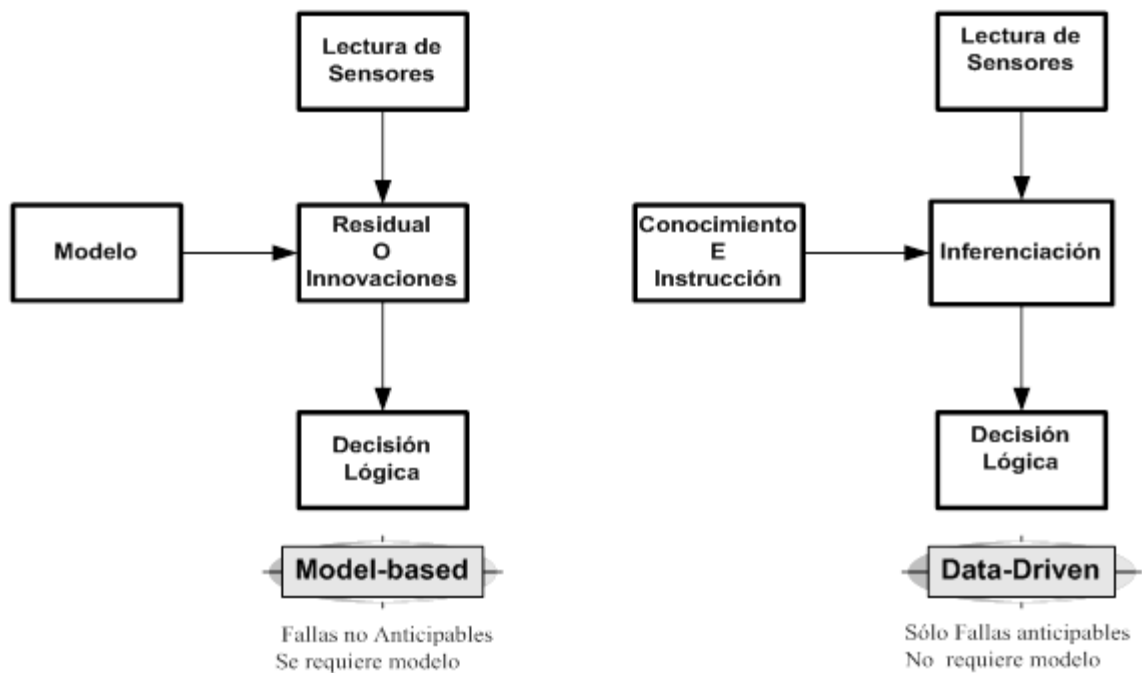 Lectura de
Sensores
Modelo
Residual
O
Innovaciones
Decisión
Lógica
Model-based
Fallas no Anticipables
Se requiere modelo
Lectura de
Sensores
Conocimiento
E
Instrucción
Inferenciación
Decisión
Lógica
Data-Driven
Sólo Fallas anticipables
No requiere modelo